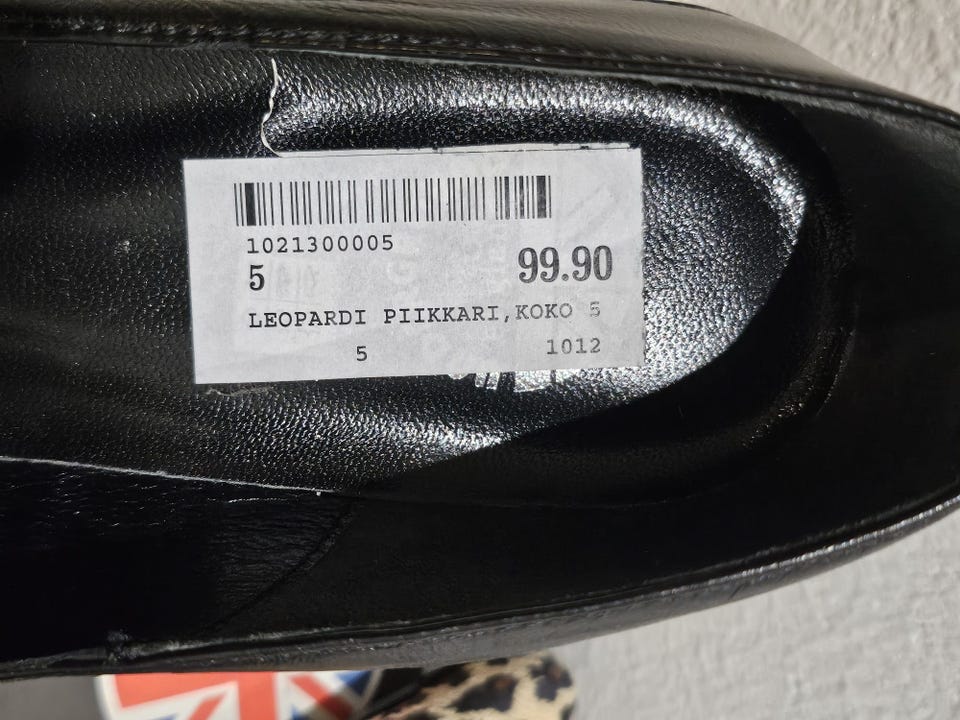 1021300005
5 99.90
LEOPARDI PIIKKARI,KOKO 5
5 1012